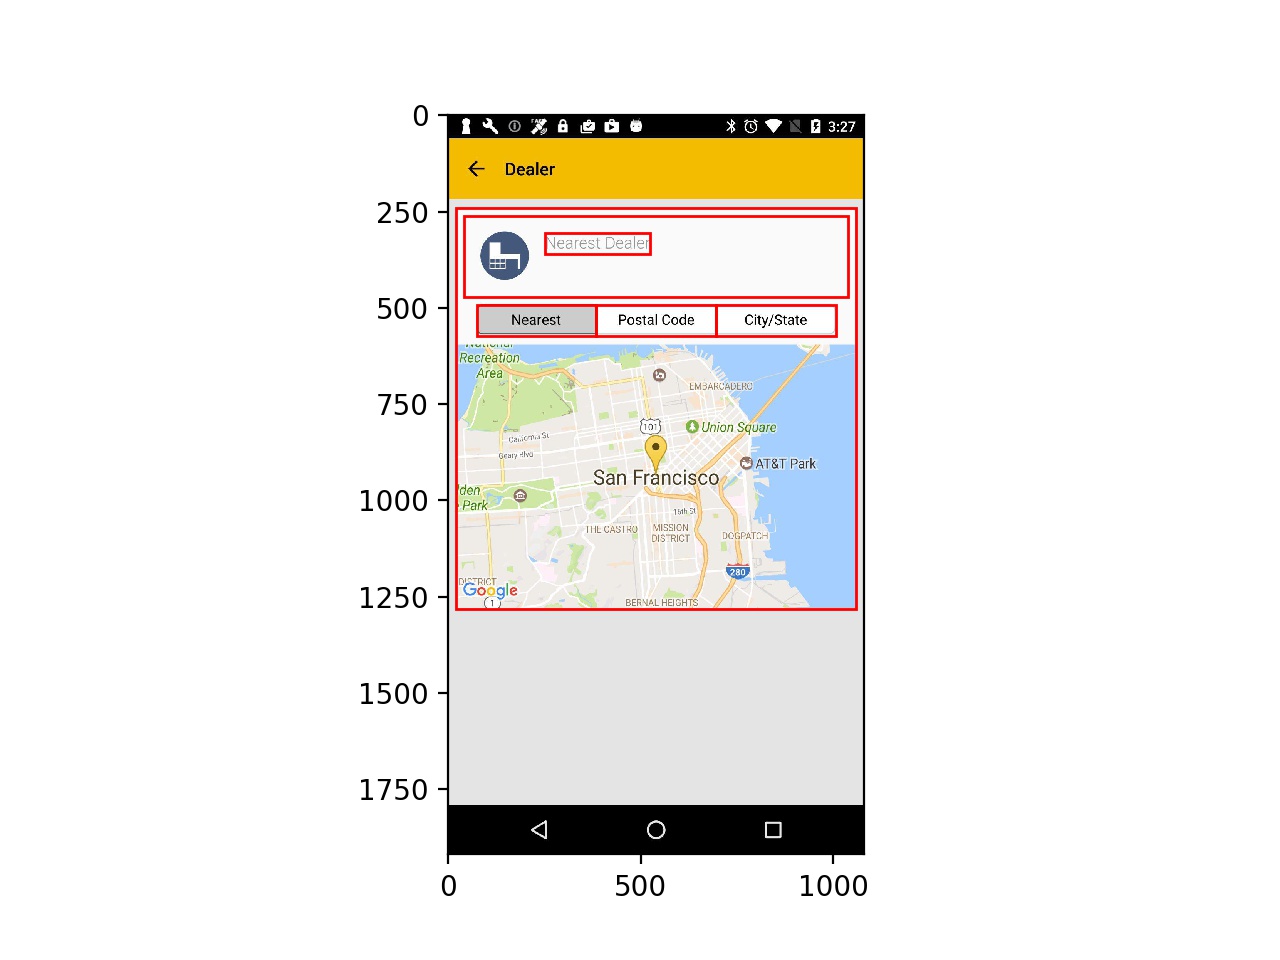 0
250
500
750
1000
1250
1500
1750
0
500
1000
3:27
Dealer
Nearest Dealer
Nearest
Postal Code
City/State
National
Recreation
Area
EMBARCADERO
101
Union Square
California St
Geary Blvd
AT&T Park
San Francisco
den
Park
16th St
THE CASTRO
MISSION
DISTRICT
DOGPATCH
280
DISTRICT
Google
1
BERNAL HEIGHTS